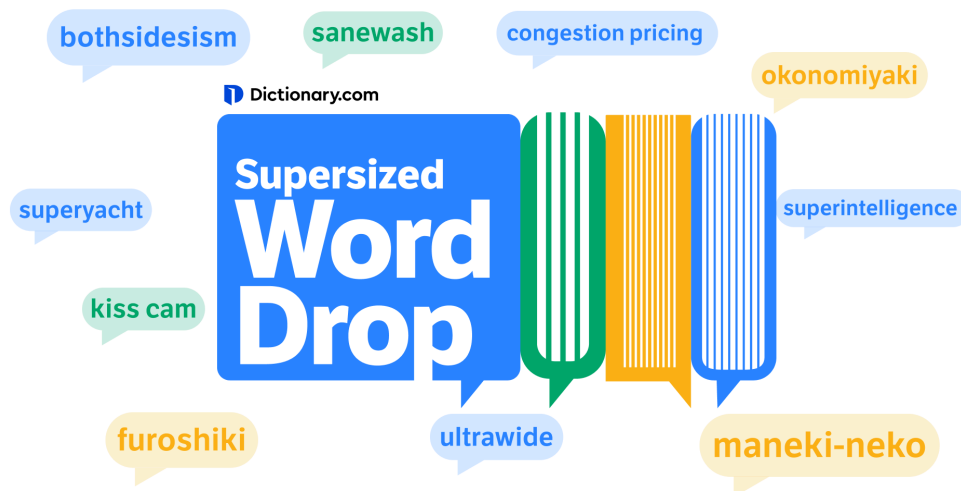 bothsidesism
sanewash
congestion pricing
okonomiyaki
Dictionary.com
Supersized
Word
Drop
superyacht
superintelligence
kiss cam
furoshiki
ultrawide
maneki-neko